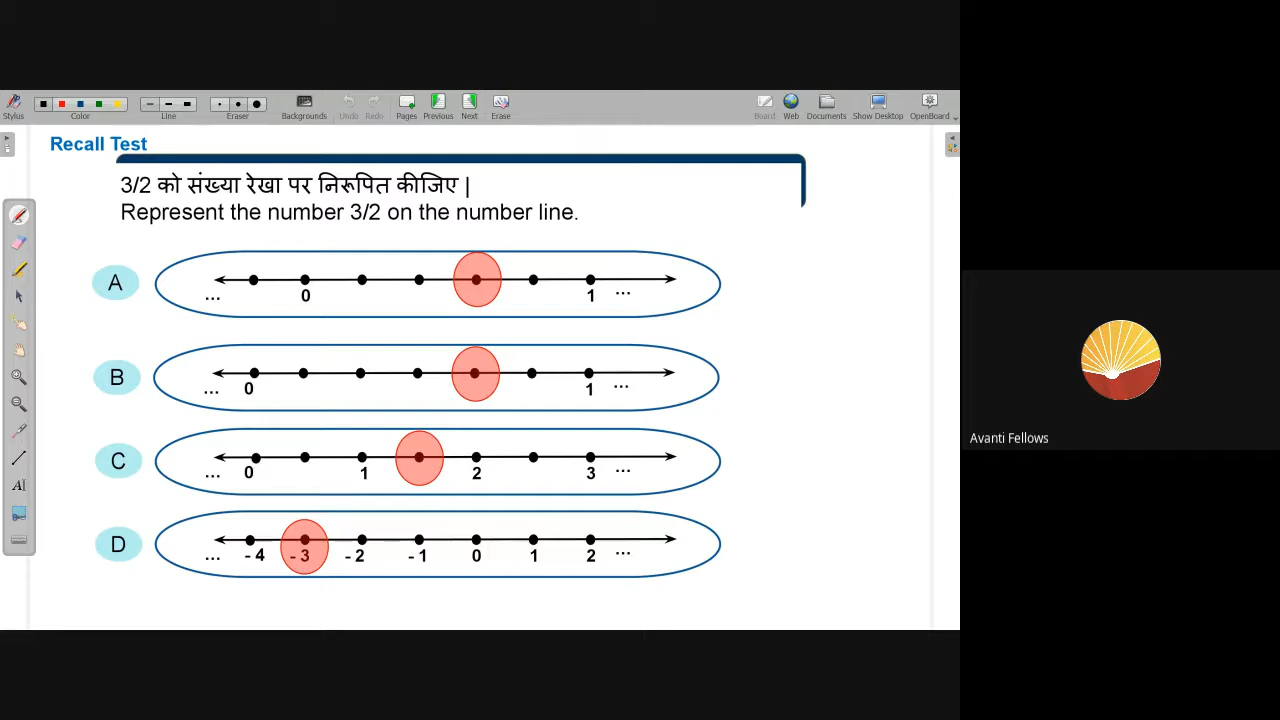 Stylus
Color
Line
Eraser
Backgrounds
Undo
Redo
Pages
Previous
Next
Erase
Board
Web
Documents
Show Desktop
OpenBoard
Recall Test
3/2 को संख्या रेखा पर निरूपित कीजिए |
Represent the number 3/2 on the number line.
A
... 0 1 ...
B
... 0 1 ...
C
... 0 1 2 3 ...
D
... - 4 - 3 - 2 - 1 0 1 2 ...
A
Avanti Fellows